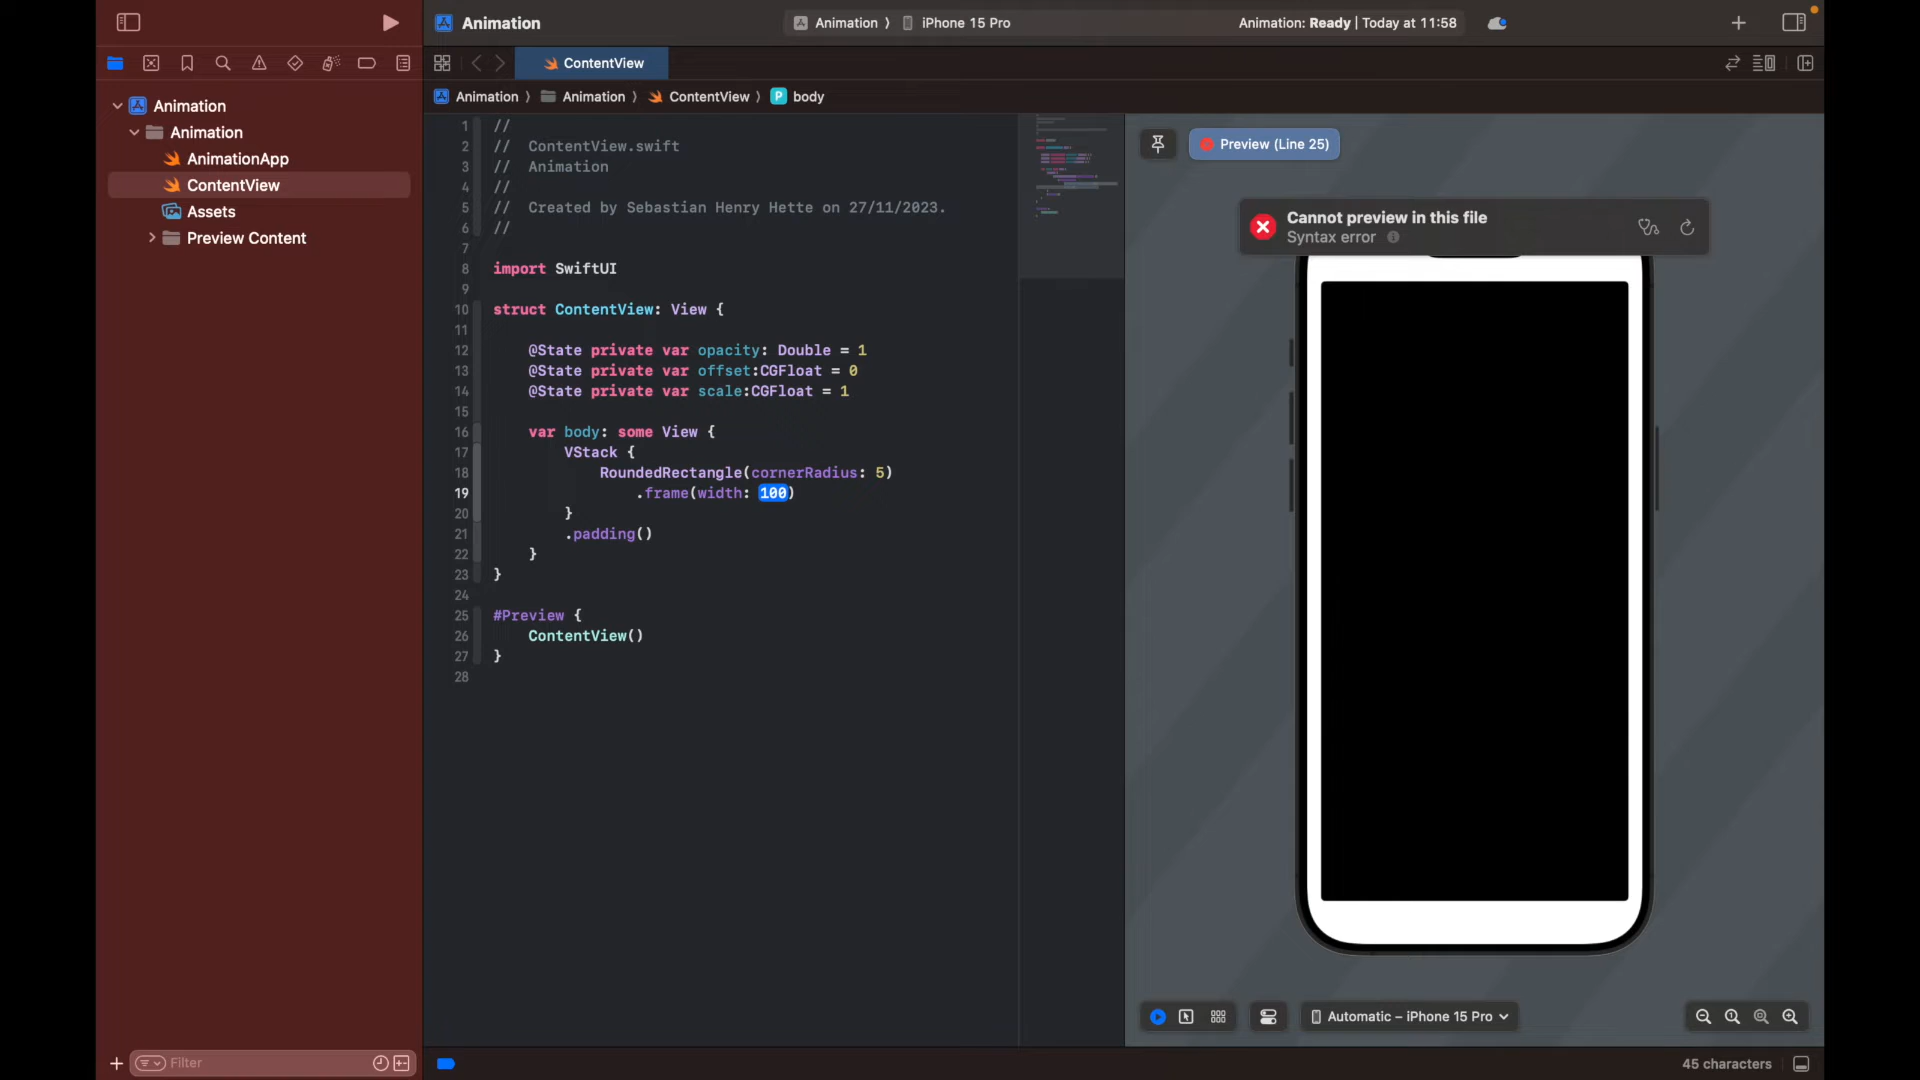 Animation
Animation ⟩ iPhone 15 Pro
Animation: Ready | Today at 11:58
ContentView
Animation ⟩ Animation ⟩ ContentView ⟩ P body
Animation
Animation
AnimationApp
ContentView
Assets
Preview Content
1 //
2 //  ContentView.swift
3 //  Animation
4 //
5 //  Created by Sebastian Henry Hette on 27/11/2023.
6 //
7
8 import SwiftUI
9
10 struct ContentView: View {
11
12     @State private var opacity: Double = 1
13     @State private var offset:CGFloat = 0
14     @State private var scale:CGFloat = 1
15
16     var body: some View {
17         VStack {
18             RoundedRectangle(cornerRadius: 5)
19                 .frame(width: 100)
20         }
21         .padding()
22     }
23 }
24
25 #Preview {
26     ContentView()
27 }
28
Preview (Line 25)
Cannot preview in this file
Syntax error
Automatic – iPhone 15 Pro
Filter
45 characters